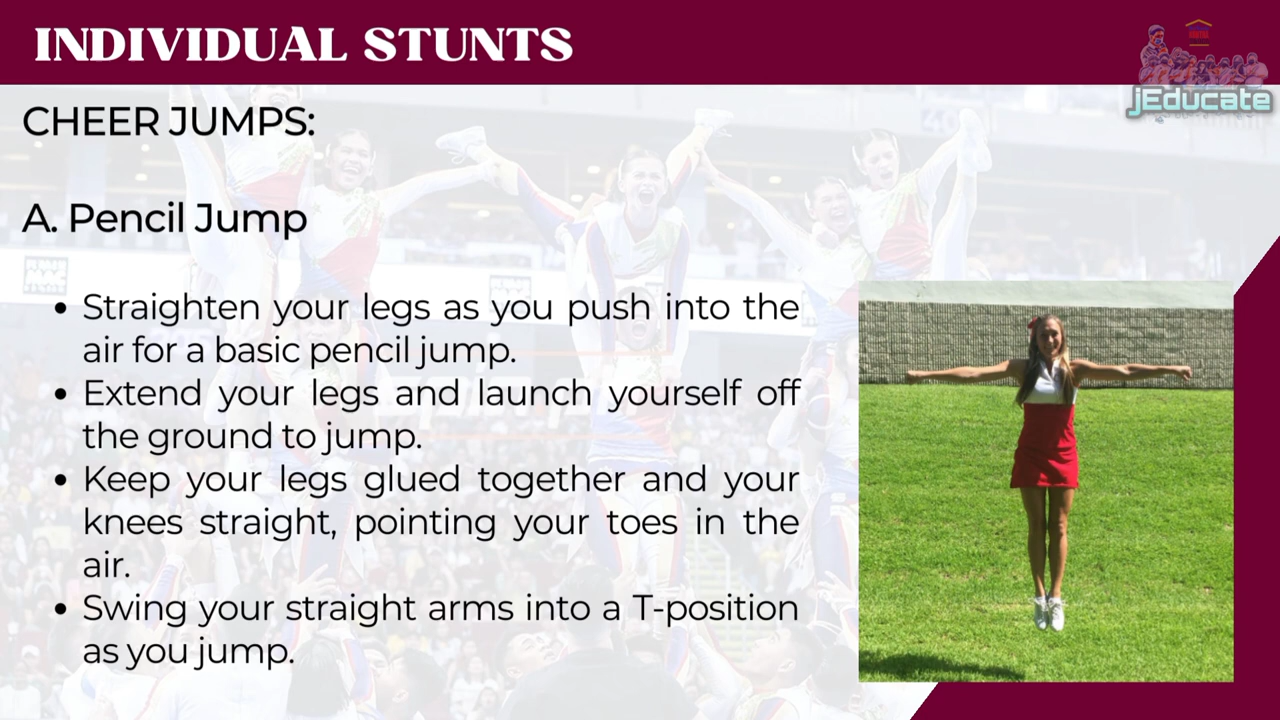 INDIVIDUAL STUNTS
jEducate
CHEER JUMPS:
A. Pencil Jump
• Straighten your legs as you push into the
air for a basic pencil jump.
• Extend your legs and launch yourself off
the ground to jump.
• Keep your legs glued together and your
knees straight, pointing your toes in the
air.
• Swing your straight arms into a T-position
as you jump.